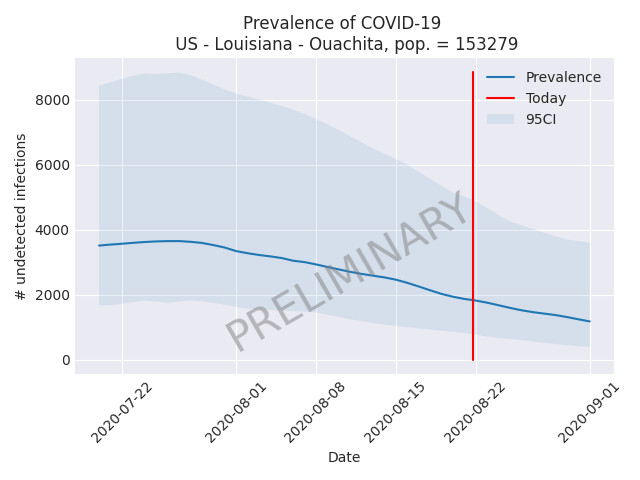 Prevalence of COVID-19
US - Louisiana - Ouachita, pop. = 153279
Prevalence
Today
95CI
8000
6000
4000
2000
0
# undetected infections
PRELIMINARY
2020-07-22
2020-08-01
2020-08-08
2020-08-15
2020-08-22
2020-09-01
Date